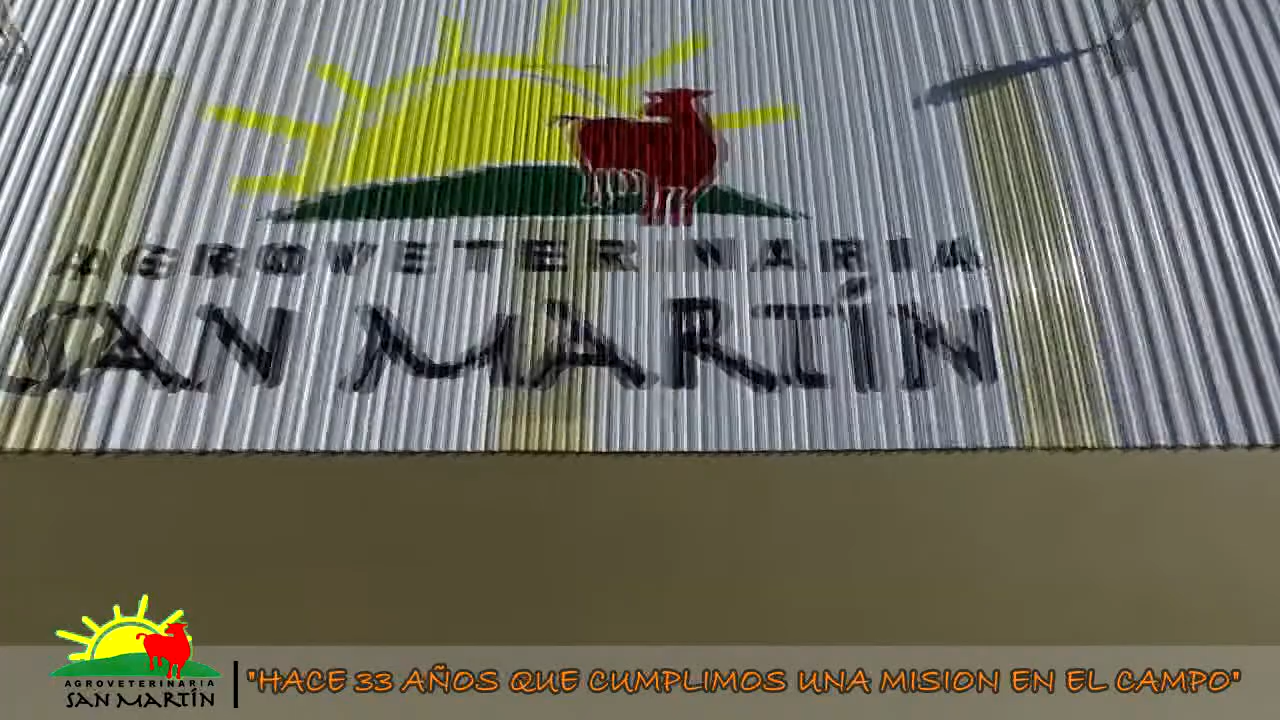 AGROVETERINARIA
SAN MARTÍN
AGROVETERINARIA
SAN MARTÍN
"HACE 33 AÑOS QUE CUMPLIMOS UNA MISION EN EL CAMPO"